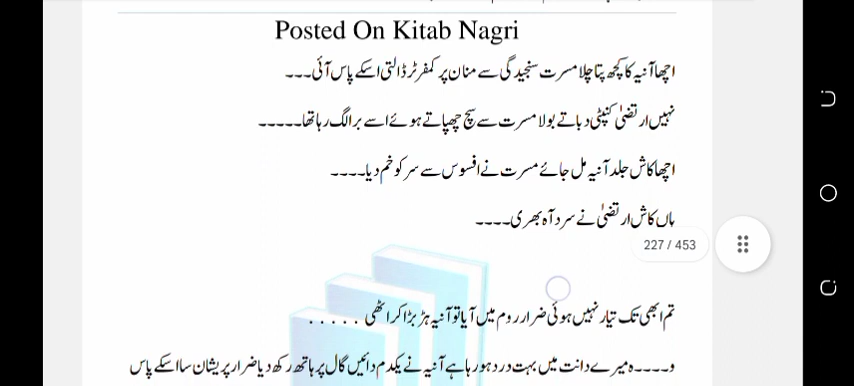 Posted On Kitab Nagri
اچھا آنیہ کا کچھ پتا چلا مسرت سنجیدگی سے منان پر کمفرٹر ڈالتی اسکے پاس آئی۔۔۔
نہیں ارتضیٰ کنپٹی دباتے بولا مسرت سے سچ چھپاتے ہوئے اسے برا لگ رہا تھا۔۔۔۔۔
اچھا کاش جلد آنیہ مل جائے مسرت نے افسوس سے سر کو خم دیا۔۔۔۔
ہاں کاش ارتضیٰ نے سرد آہ بھری۔۔۔۔
227 / 453
تم ابھی تک تیار نہیں ہوئی ضرار روم میں آیا تو آنیہ ہڑبڑا کر اٹھی . . . . .
و۔۔۔۔ہ میرے دانت میں بہت درد ہو رہا ہے آنیہ نے یکدم دائیں گال پر ہاتھ رکھ دیا ضرار پریشان سا اسکے پاس